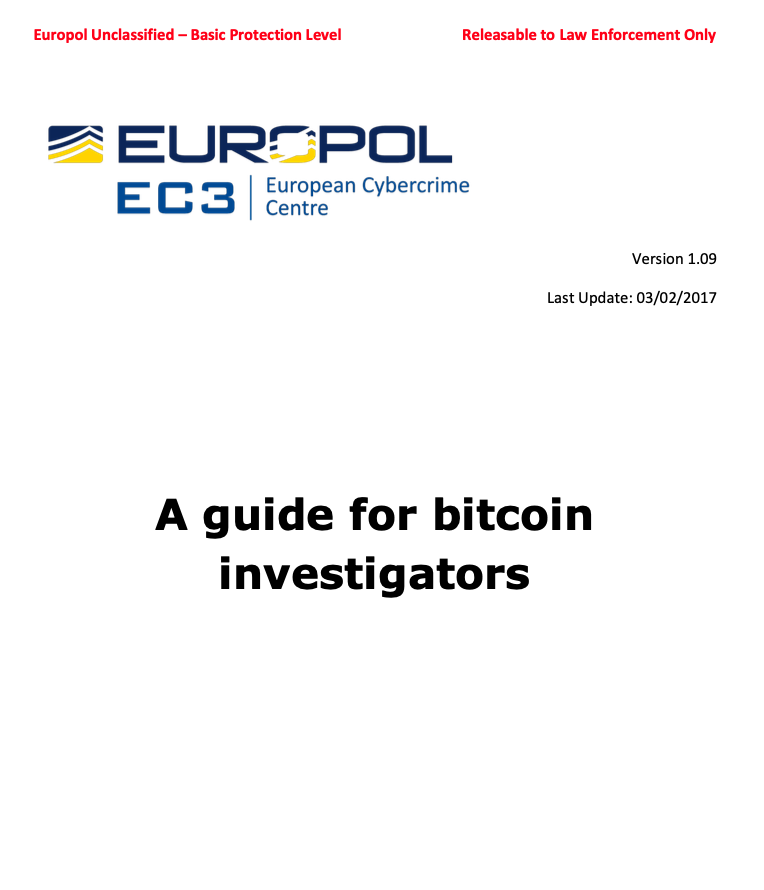 Europol Unclassified – Basic Protection Level Releasable to Law Enforcement Only
EUROPOL
EC3 European Cybercrime
Centre
Version 1.09
Last Update: 03/02/2017
A guide for bitcoin
investigators